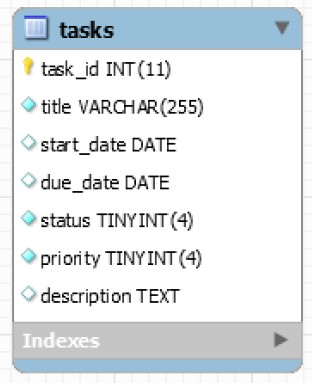 tasks
task_id INT(11)
title VARCHAR(255)
start_date DATE
due_date DATE
status TINYINT(4)
priority TINYINT(4)
description TEXT
Indexes